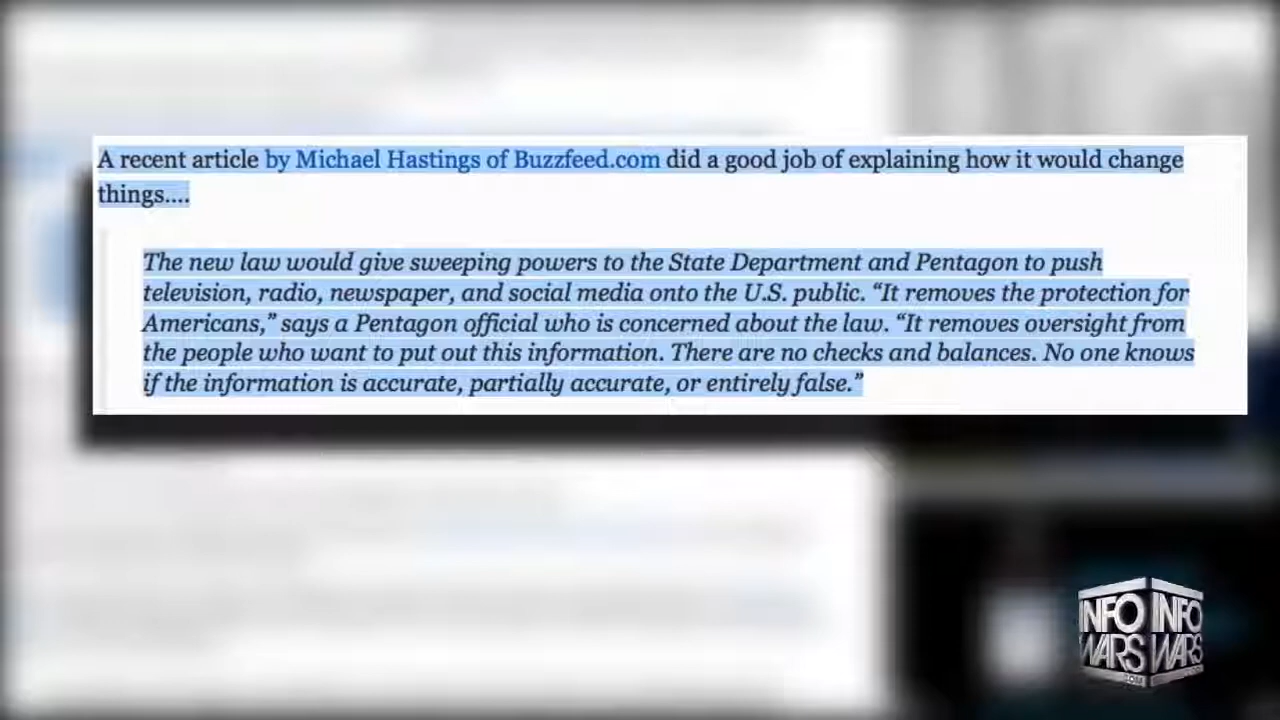 A recent article by Michael Hastings of Buzzfeed.com did a good job of explaining how it would change
things....
The new law would give sweeping powers to the State Department and Pentagon to push
television, radio, newspaper, and social media onto the U.S. public. “It removes the protection for
Americans,” says a Pentagon official who is concerned about the law. “It removes oversight from
the people who want to put out this information. There are no checks and balances. No one knows
if the information is accurate, partially accurate, or entirely false.”
INFO INFO
WARS WARS